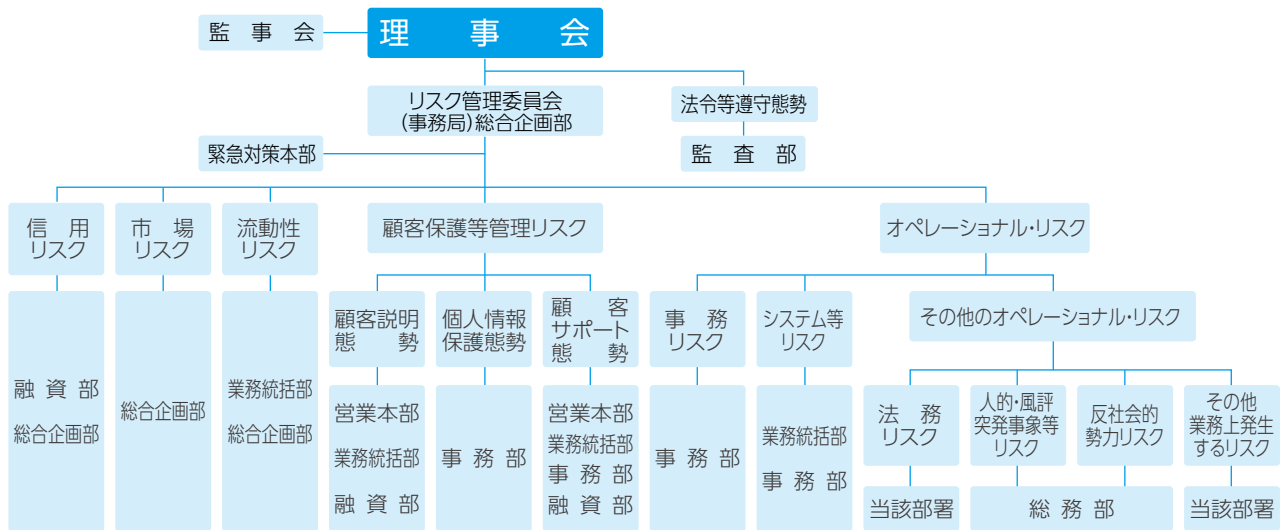 監事会
理事会
リスク管理委員会
(事務局)総合企画部
法令等遵守態勢
緊急対策本部
監査部
信用
リスク
市場
リスク
流動性
リスク
顧客保護等管理リスク
オペレーショナル・リスク
融資部
総合企画部
総合企画部
業務統括部
総合企画部
顧客説明
態勢
個人情報
保護態勢
顧客
サポート
態勢
事務
リスク
システム等
リスク
その他のオペレーショナル・リスク
営業本部
業務統括部
融資部
事務部
営業本部
業務統括部
事務部
融資部
事務部
業務統括部
事務部
法務
リスク
人的・風評
突発事象等
リスク
反社会的
勢力リスク
その他
業務上発生
するリスク
当該部署
総務部
当該部署